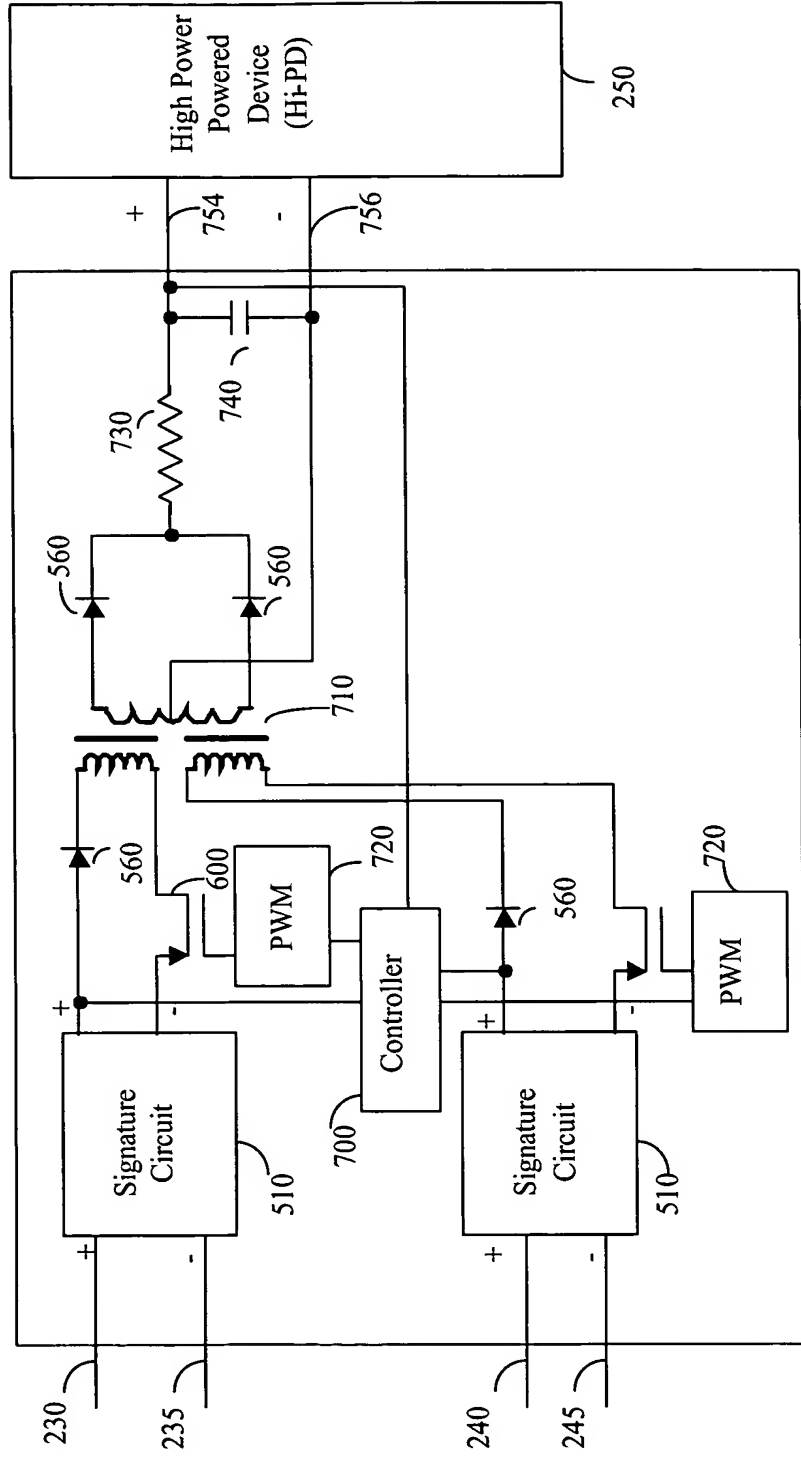 230
235
240
245
+
-
+
-
Signature
Circuit
510
Signature
Circuit
510
+
-
+
-
700
Controller
560
600
PWM
720
560
PWM
720
710
560
560
730
740
+
754
-
756
High Power
Powered
Device
(Hi-PD)
250